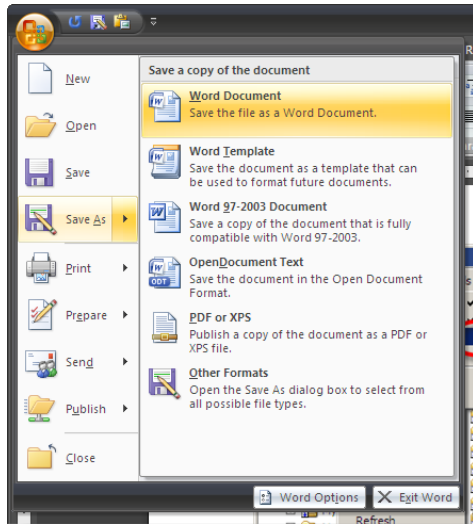 New
Open
Save
Save As
Print
Prepare
Send
Publish
Close
Save a copy of the document
Word Document
Save the file as a Word Document.
Word Template
Save the document as a template that can
be used to format future documents.
Word 97-2003 Document
Save a copy of the document that is fully
compatible with Word 97-2003.
OpenDocument Text
Save the document in the Open Document
Format.
PDF or XPS
Publish a copy of the document as a PDF or
XPS file.
Other Formats
Open the Save As dialog box to select from
all possible file types.
Word Options
Exit Word
Refresh